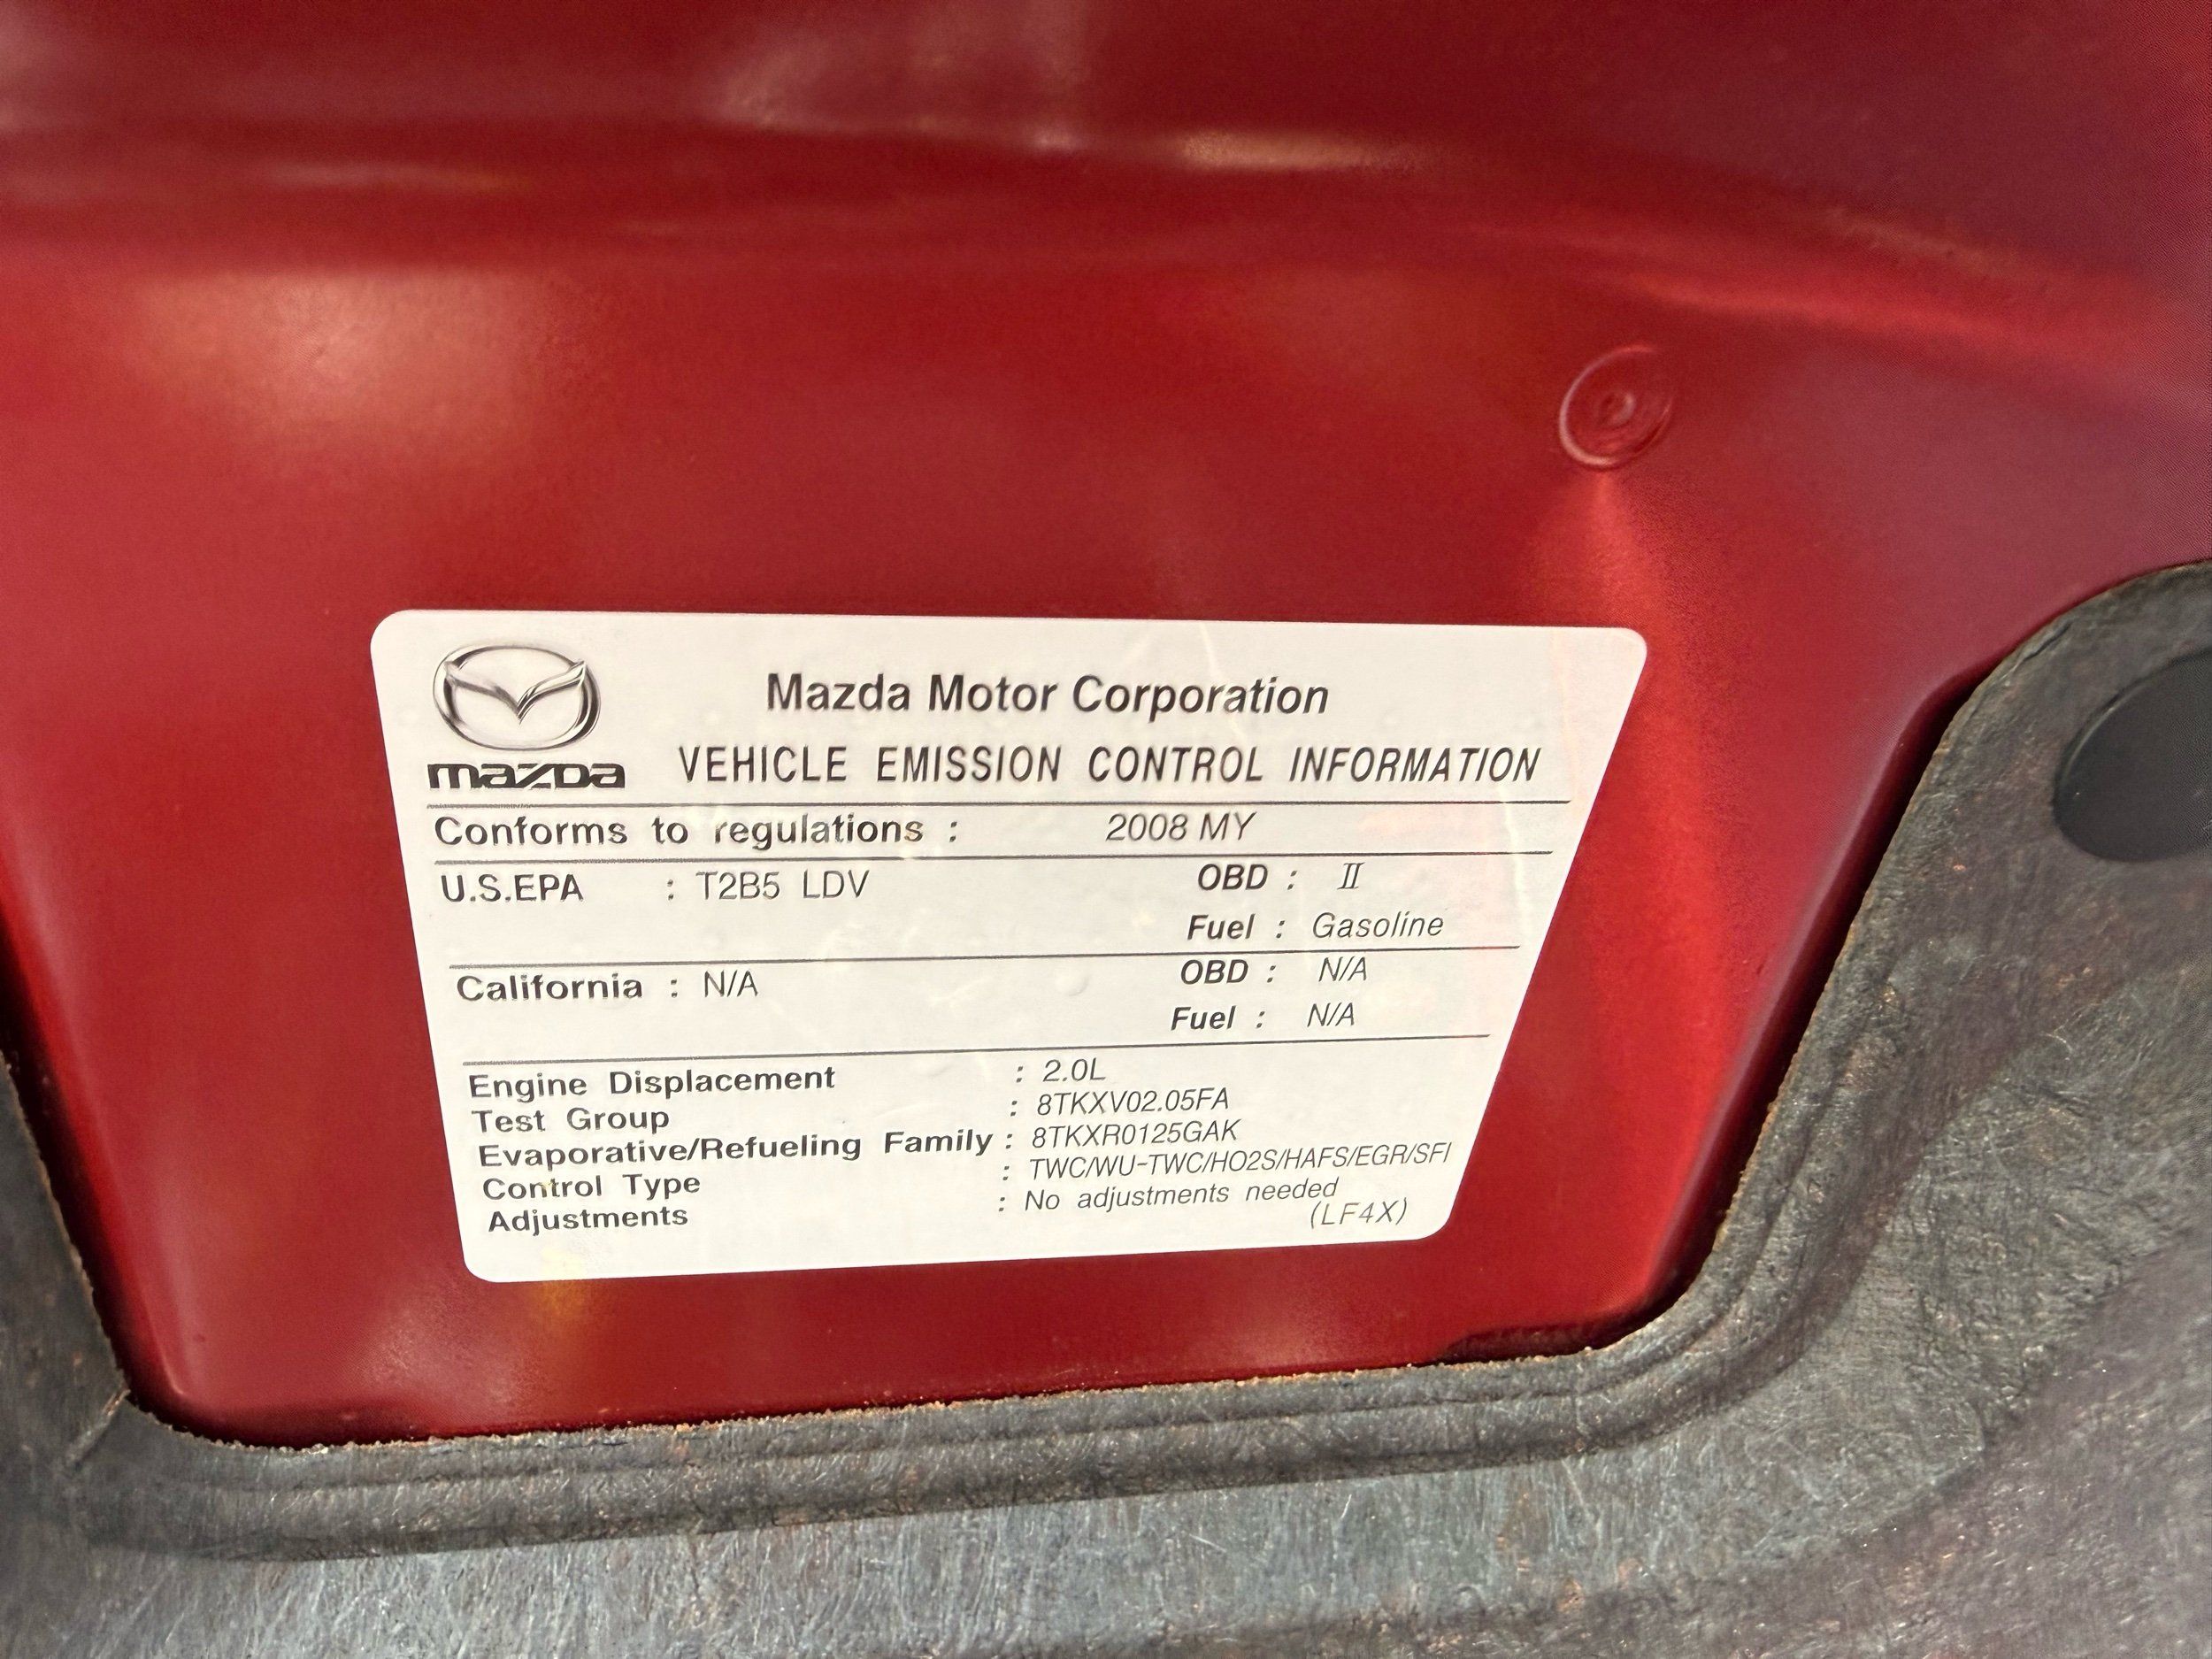 mazda
Mazda Motor Corporation
VEHICLE EMISSION CONTROL INFORMATION
Conforms to regulations : 2008 MY
U.S.EPA : T2B5 LDV OBD : II
Fuel : Gasoline
California : N/A OBD : N/A
Fuel : N/A
Engine Displacement : 2.0L
Test Group : 8TKXV02.05FA
Evaporative/Refueling Family : 8TKXR0125GAK
Control Type : TWC/WU-TWC/HO2S/HAFS/EGR/SFI
Adjustments : No adjustments needed
(LF4X)